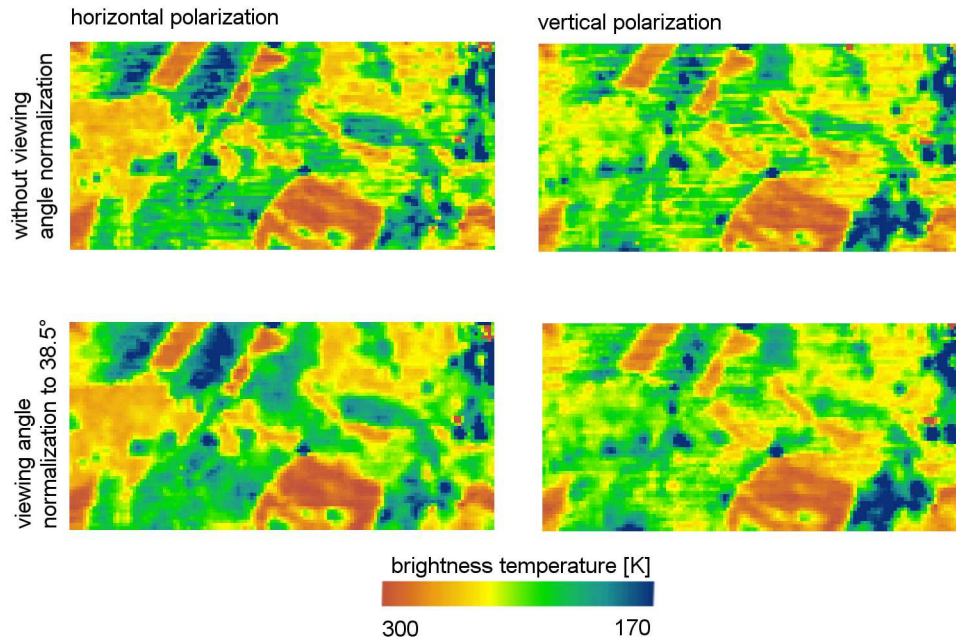 horizontal polarization
vertical polarization
without viewing
angle normalization
viewing angle
normalization to 38.5°
brightness temperature [K]
300
170